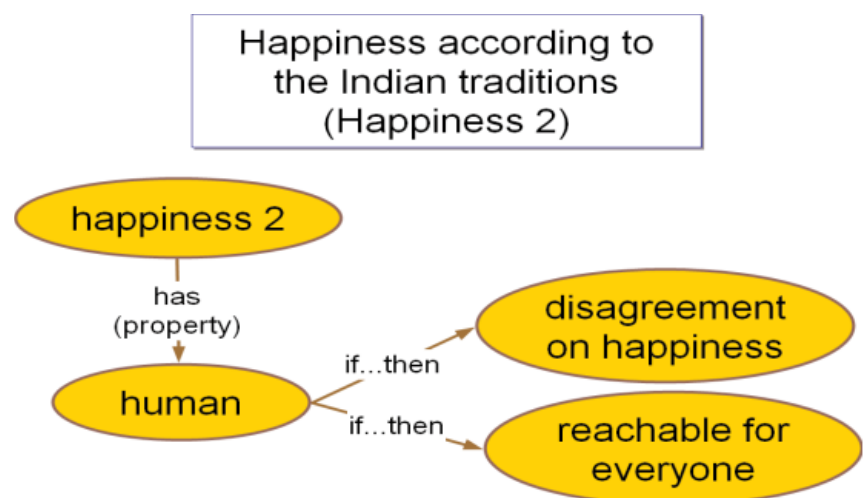 Happiness according to
the Indian traditions
(Happiness 2)
happiness 2
has
(property)
human
if...then
disagreement
on happiness
if...then
reachable for
everyone